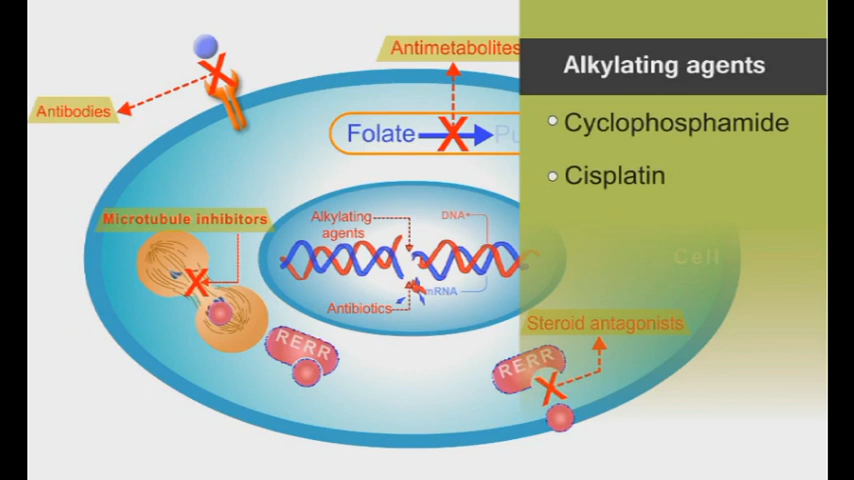 Antimetabolites
Alkylating agents
Antibodies
Cyclophosphamide
Folate
Pu
Cisplatin
Microtubule inhibitors
Alkylating
agents
DNA
Cell
mRNA
Antibiotics
Steroid antagonists
RERR
RERR